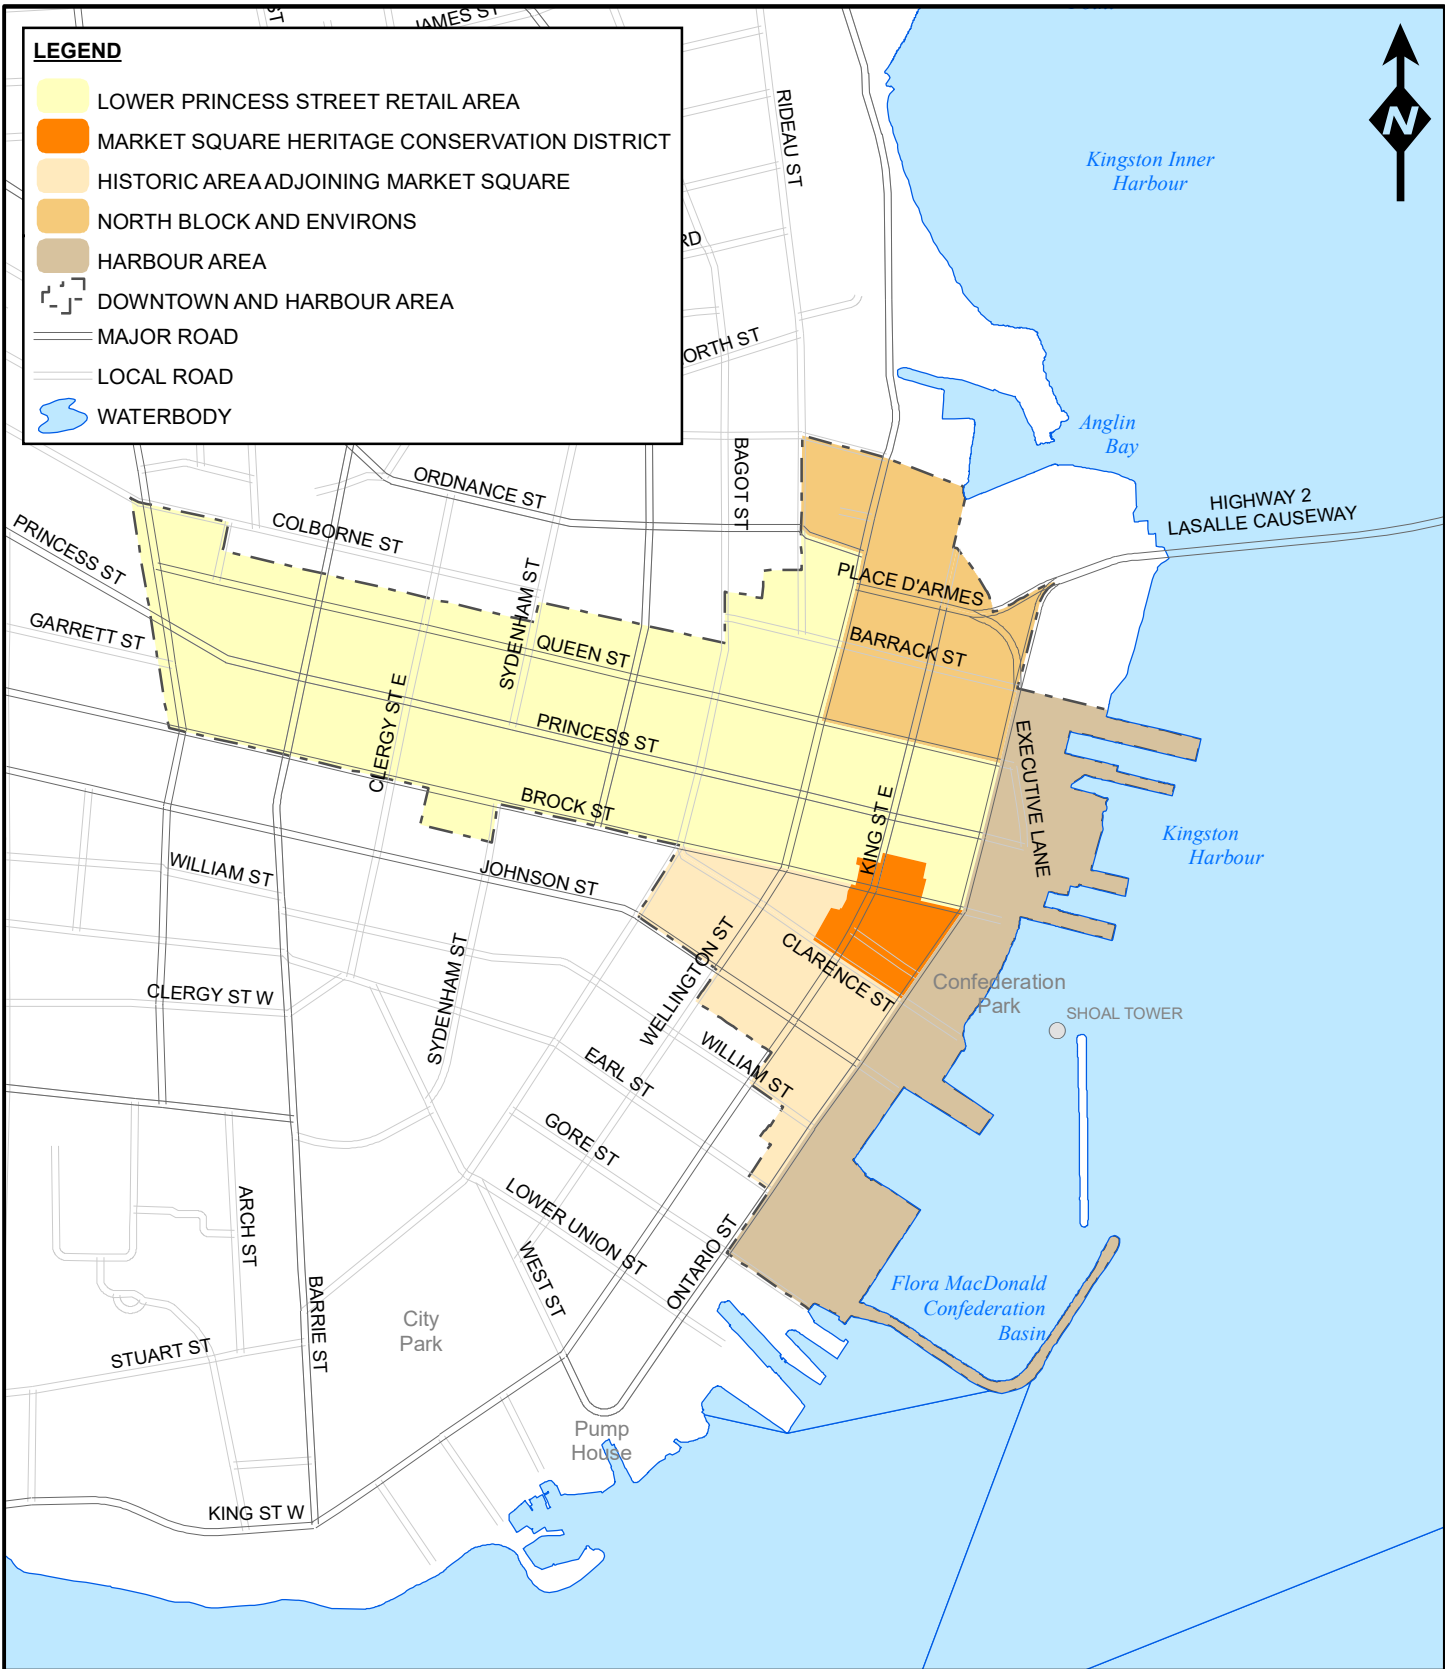 ST
JAMES ST
LEGEND
LOWER PRINCESS STREET RETAIL AREA
MARKET SQUARE HERITAGE CONSERVATION DISTRICT
HISTORIC AREA ADJOINING MARKET SQUARE
NORTH BLOCK AND ENVIRONS
HARBOUR AREA
DOWNTOWN AND HARBOUR AREA
MAJOR ROAD
LOCAL ROAD
WATERBODY
N
RIDEAU ST
Kingston Inner
Harbour
RD
ORTH ST
Anglin
Bay
BAGOT ST
ORDNANCE ST
HIGHWAY 2
LASALLE CAUSEWAY
COLBORNE ST
PRINCESS ST
PLACE D'ARMES
SYDENHAM ST
GARRETT ST
QUEEN ST
BARRACK ST
CLERGY ST E
PRINCESS ST
EXECUTIVE LANE
BROCK ST
KING ST E
Kingston
Harbour
WILLIAM ST
JOHNSON ST
CLARENCE ST
WELLINGTON ST
SYDENHAM ST
CLERGY ST W
Confederation
Park
SHOAL TOWER
WILLIAM ST
EARL ST
GORE ST
LOWER UNION ST
ARCH ST
WEST ST
ONTARIO ST
BARRIE ST
Flora MacDonald
Confederation
Basin
City
Park
STUART ST
Pump
House
KING ST W